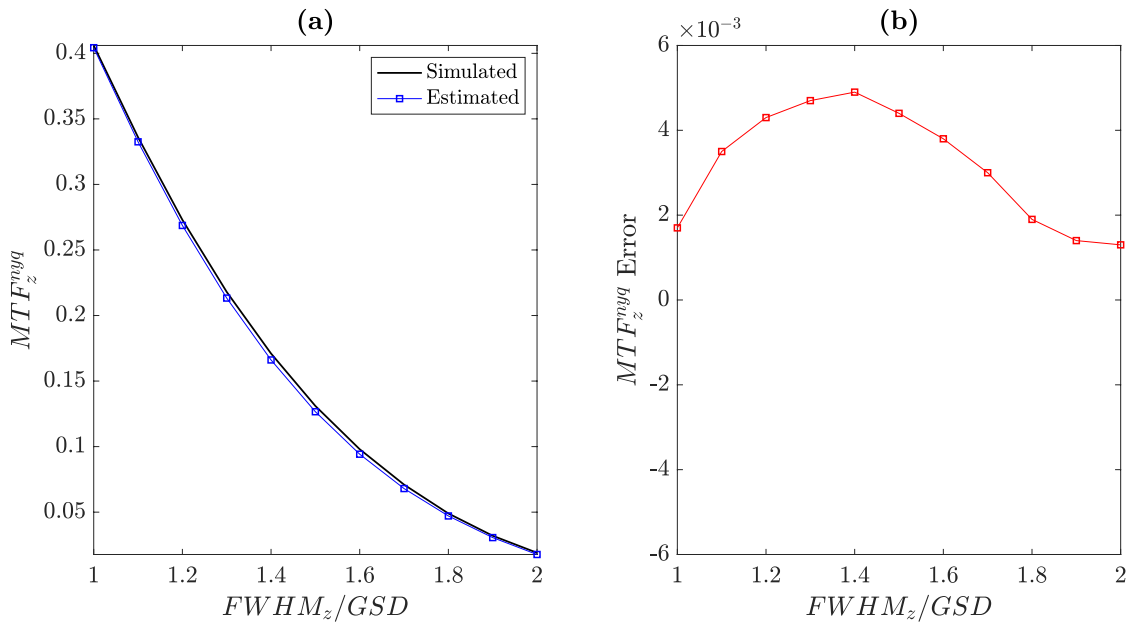 (a)
0.4
0.35
0.3
0.25
0.2
0.15
0.1
0.05
1 1.2 1.4 1.6 1.8 2
FWHM_z/GSD
MTF_z^{nyq}
Simulated
Estimated
(b)
×10^{-3}
6
4
2
0
-2
-4
-6
1 1.2 1.4 1.6 1.8 2
FWHM_z/GSD
MTF_z^{nyq} Error